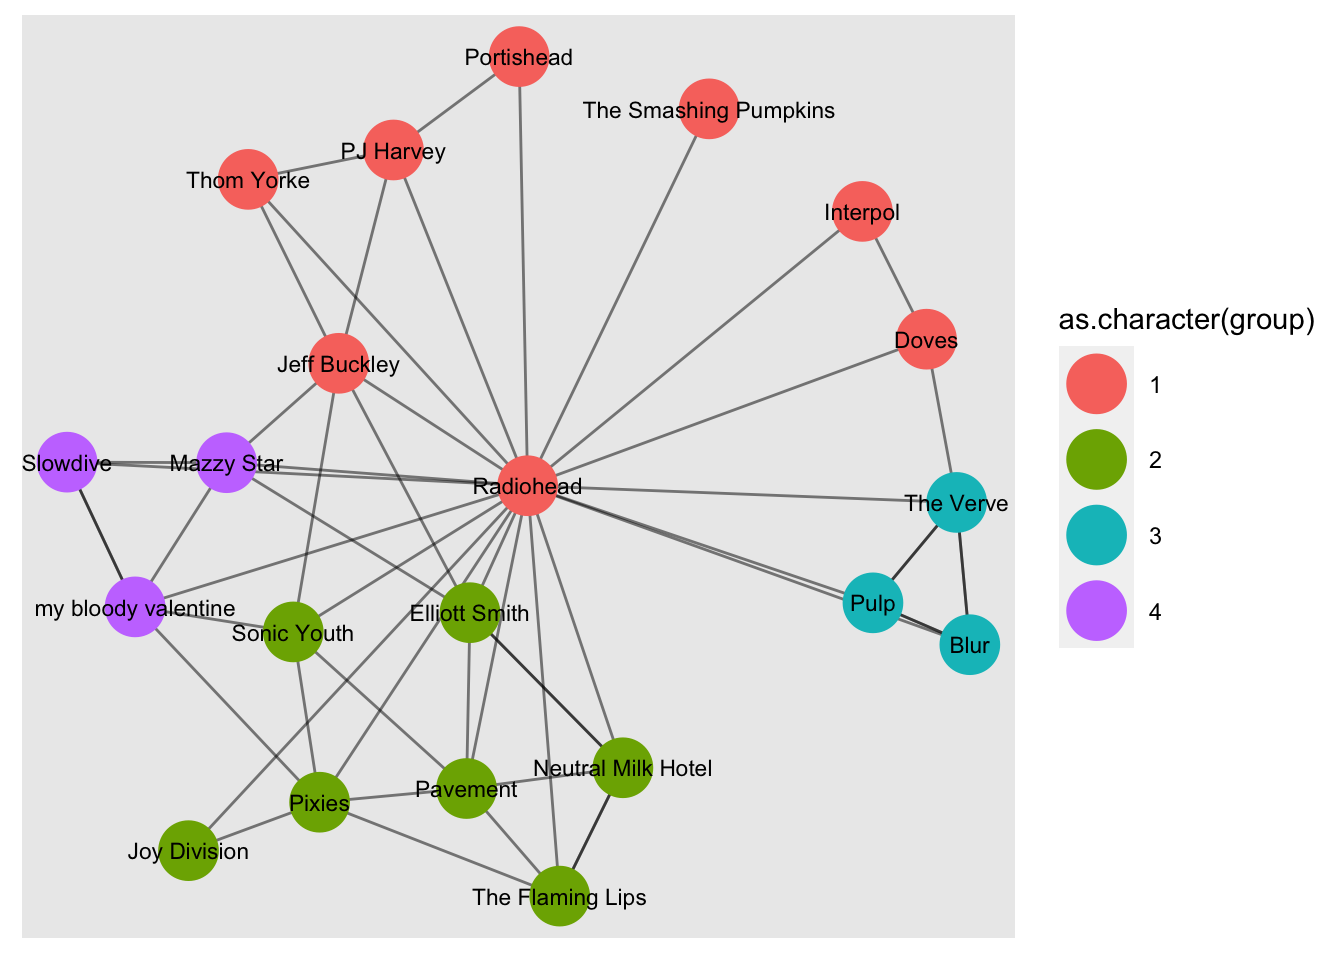 Portishead
The Smashing Pumpkins
PJ Harvey
Thom Yorke
Interpol
Doves
Jeff Buckley
Slowdive
Mazzy Star
Radiohead
The Verve
my bloody valentine
Sonic Youth
Elliott Smith
Pulp
Blur
Neutral Milk Hotel
Pavement
Pixies
Joy Division
The Flaming Lips
as.character(group)
1
2
3
4